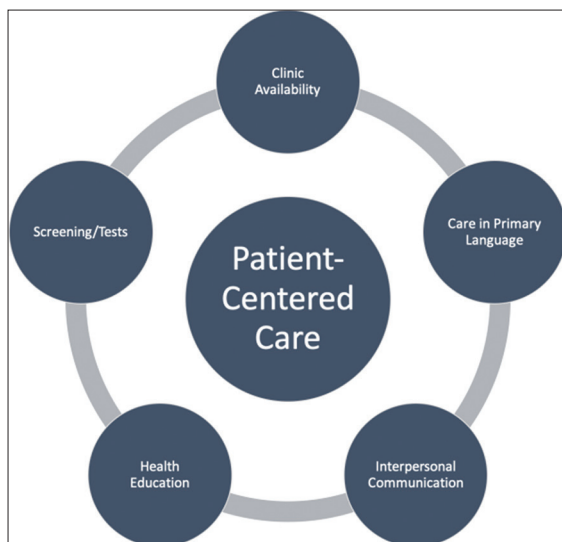 Clinic
Availability
Care in Primary
Language
Screening/Tests
Patient-
Centered
Care
Health
Education
Interpersonal
Communication